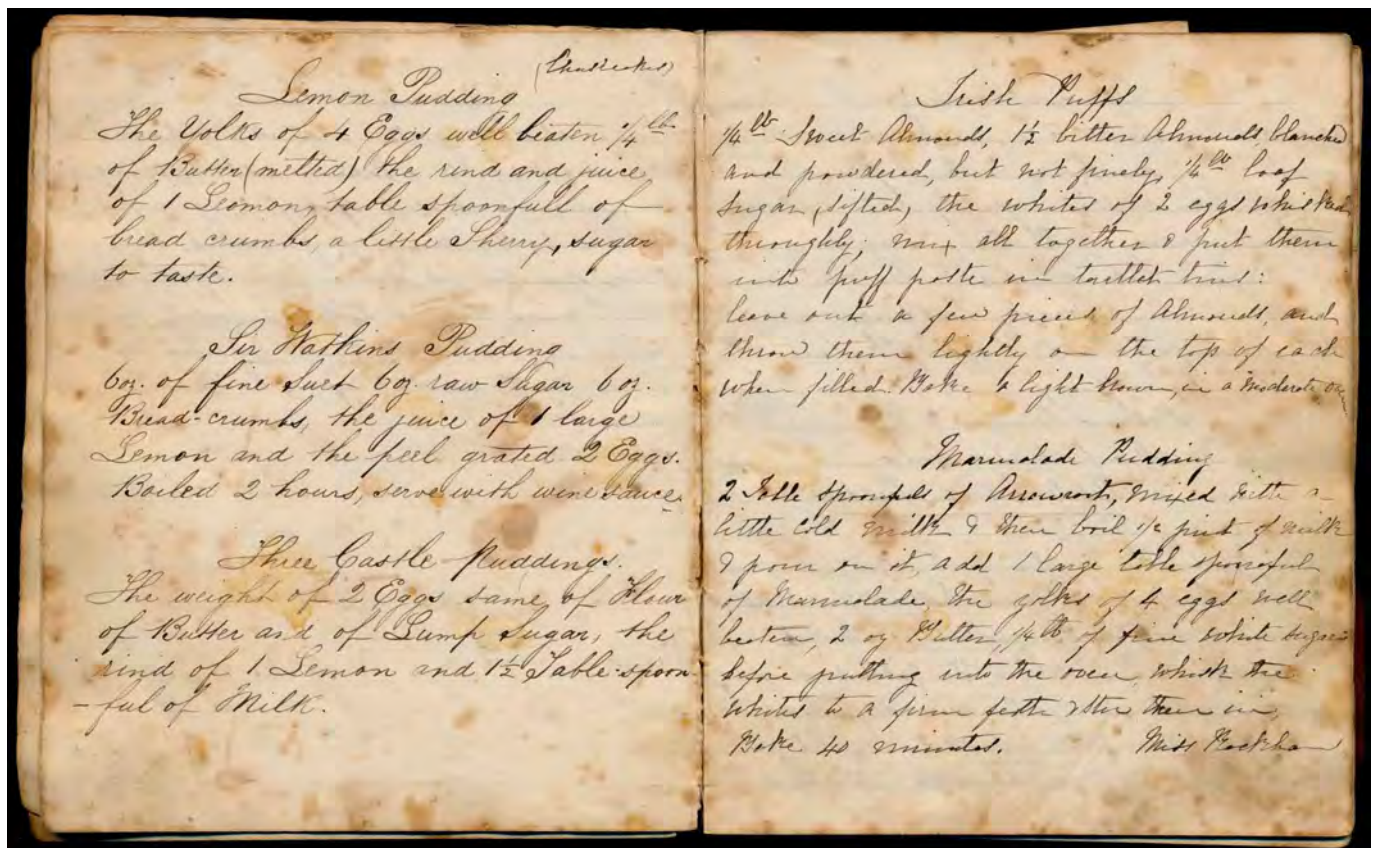 Lemon Pudding
The Yolks of 4 Eggs well beaten 1/4 lb
of Butter (melted) the rind and juice
of 1 Leomon, table spoonfull of
bread crumbs, a little Sherry, sugar
to taste.
Sir Watkins Pudding
6 oz. of fine Suet 6 oz. raw Sugar 6 oz.
Bread-crumbs, the juice of 1 large
Lemon and the peel grated 2 Eggs.
Boiled 2 hours, serve with wine sauce.
Three Castle Puddings.
The weight of 2 Eggs same of Flour
of Butter and of Lump Sugar, the
rind of 1 Lemon and 1½ Table-spoon
-ful of Milk.
Irish Puffs
1/4 lb Sweet Almonds, 1½ bitter Almonds, blanched
and powdered, but not finely, 1/4 lb loaf
sugar, sifted, the whites of 2 eggs whisked
throughly; mix all together & put them
into puff paste in tartlet tins:
leave out a few pieces of Almonds, and
throw them lightly on the top of each
when filled. Bake a light brown, in a moderate oven
Marmalade Pudding
2 Table spoonfuls of Arrowroot, mixed with a
little cold milk & then boil 1/2 pint of milk
& pour on it, add 1 large table spoonful
of Marmalade, the yolks of 4 eggs well
beaten, 2 oz Butter, 1/4 lb of fine white sugar
before putting into the oven, whisk the
whites to a firm froth & stir them in,
Bake 40 minutes. Miss